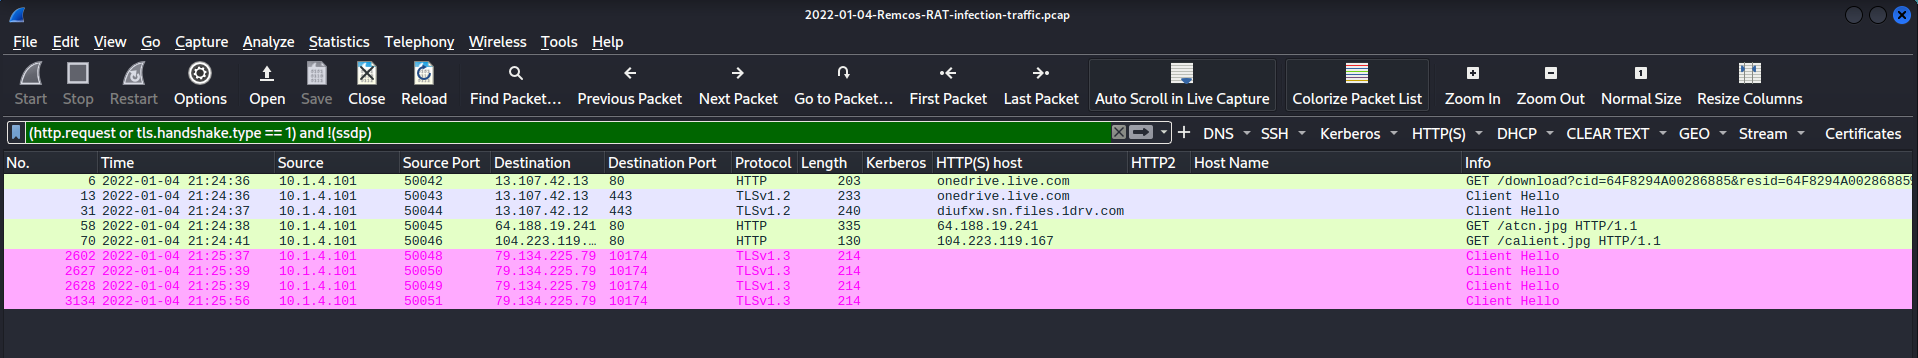 2022-01-04-Remcos-RAT-infection-traffic.pcap
File Edit View Go Capture Analyze Statistics Telephony Wireless Tools Help
Start Stop Restart Options Open Save Close Reload Find Packet... Previous Packet Next Packet Go to Packet... First Packet Last Packet Auto Scroll in Live Capture Colorize Packet List Zoom In Zoom Out Normal Size Resize Columns
(http.request or tls.handshake.type == 1) and !(ssdp) + DNS SSH Kerberos HTTP(S) DHCP CLEAR TEXT GEO Stream Certificates
No. Time Source Source Port Destination Destination Port Protocol Length Kerberos HTTP(S) host HTTP2 Host Name Info
6 2022-01-04 21:24:36 10.1.4.101 50042 13.107.42.13 80 HTTP 203 onedrive.live.com GET /download?cid=64F8294A00286885&resid=64F8294A00286885
13 2022-01-04 21:24:36 10.1.4.101 50043 13.107.42.13 443 TLSv1.2 233 onedrive.live.com Client Hello
31 2022-01-04 21:24:37 10.1.4.101 50044 13.107.42.12 443 TLSv1.2 240 diufxw.sn.files.1drv.com Client Hello
58 2022-01-04 21:24:38 10.1.4.101 50045 64.188.19.241 80 HTTP 335 64.188.19.241 GET /atcn.jpg HTTP/1.1
70 2022-01-04 21:24:41 10.1.4.101 50046 104.223.119.... 80 HTTP 130 104.223.119.167 GET /calient.jpg HTTP/1.1
2602 2022-01-04 21:25:37 10.1.4.101 50048 79.134.225.79 10174 TLSv1.3 214 Client Hello
2627 2022-01-04 21:25:39 10.1.4.101 50050 79.134.225.79 10174 TLSv1.3 214 Client Hello
2628 2022-01-04 21:25:39 10.1.4.101 50049 79.134.225.79 10174 TLSv1.3 214 Client Hello
3134 2022-01-04 21:25:56 10.1.4.101 50051 79.134.225.79 10174 TLSv1.3 214 Client Hello